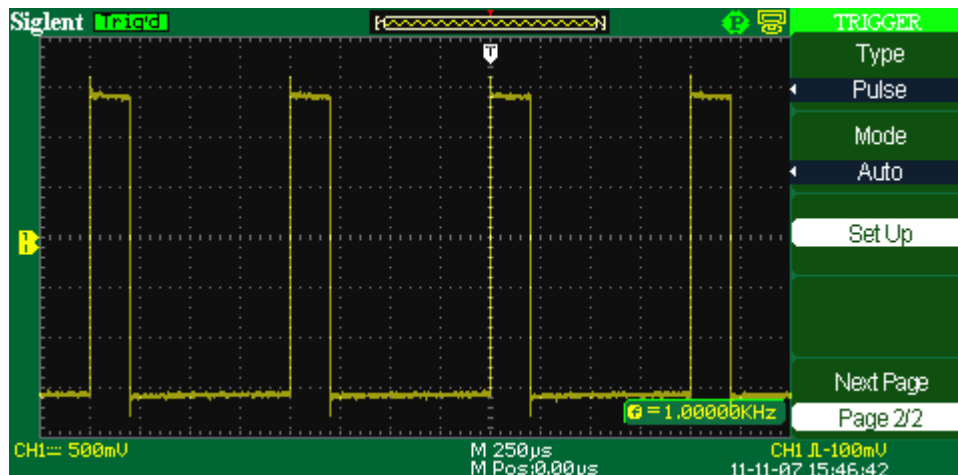 Siglent Trig'd P TRIGGER
T
Type
Pulse
Mode
Auto
1
Set Up
Next Page
f = 1.00000KHz
Page 2/2
CH1 500mV M 250µs CH1 -100mV
M Pos:0.00µs 11-11-07 15:46:42